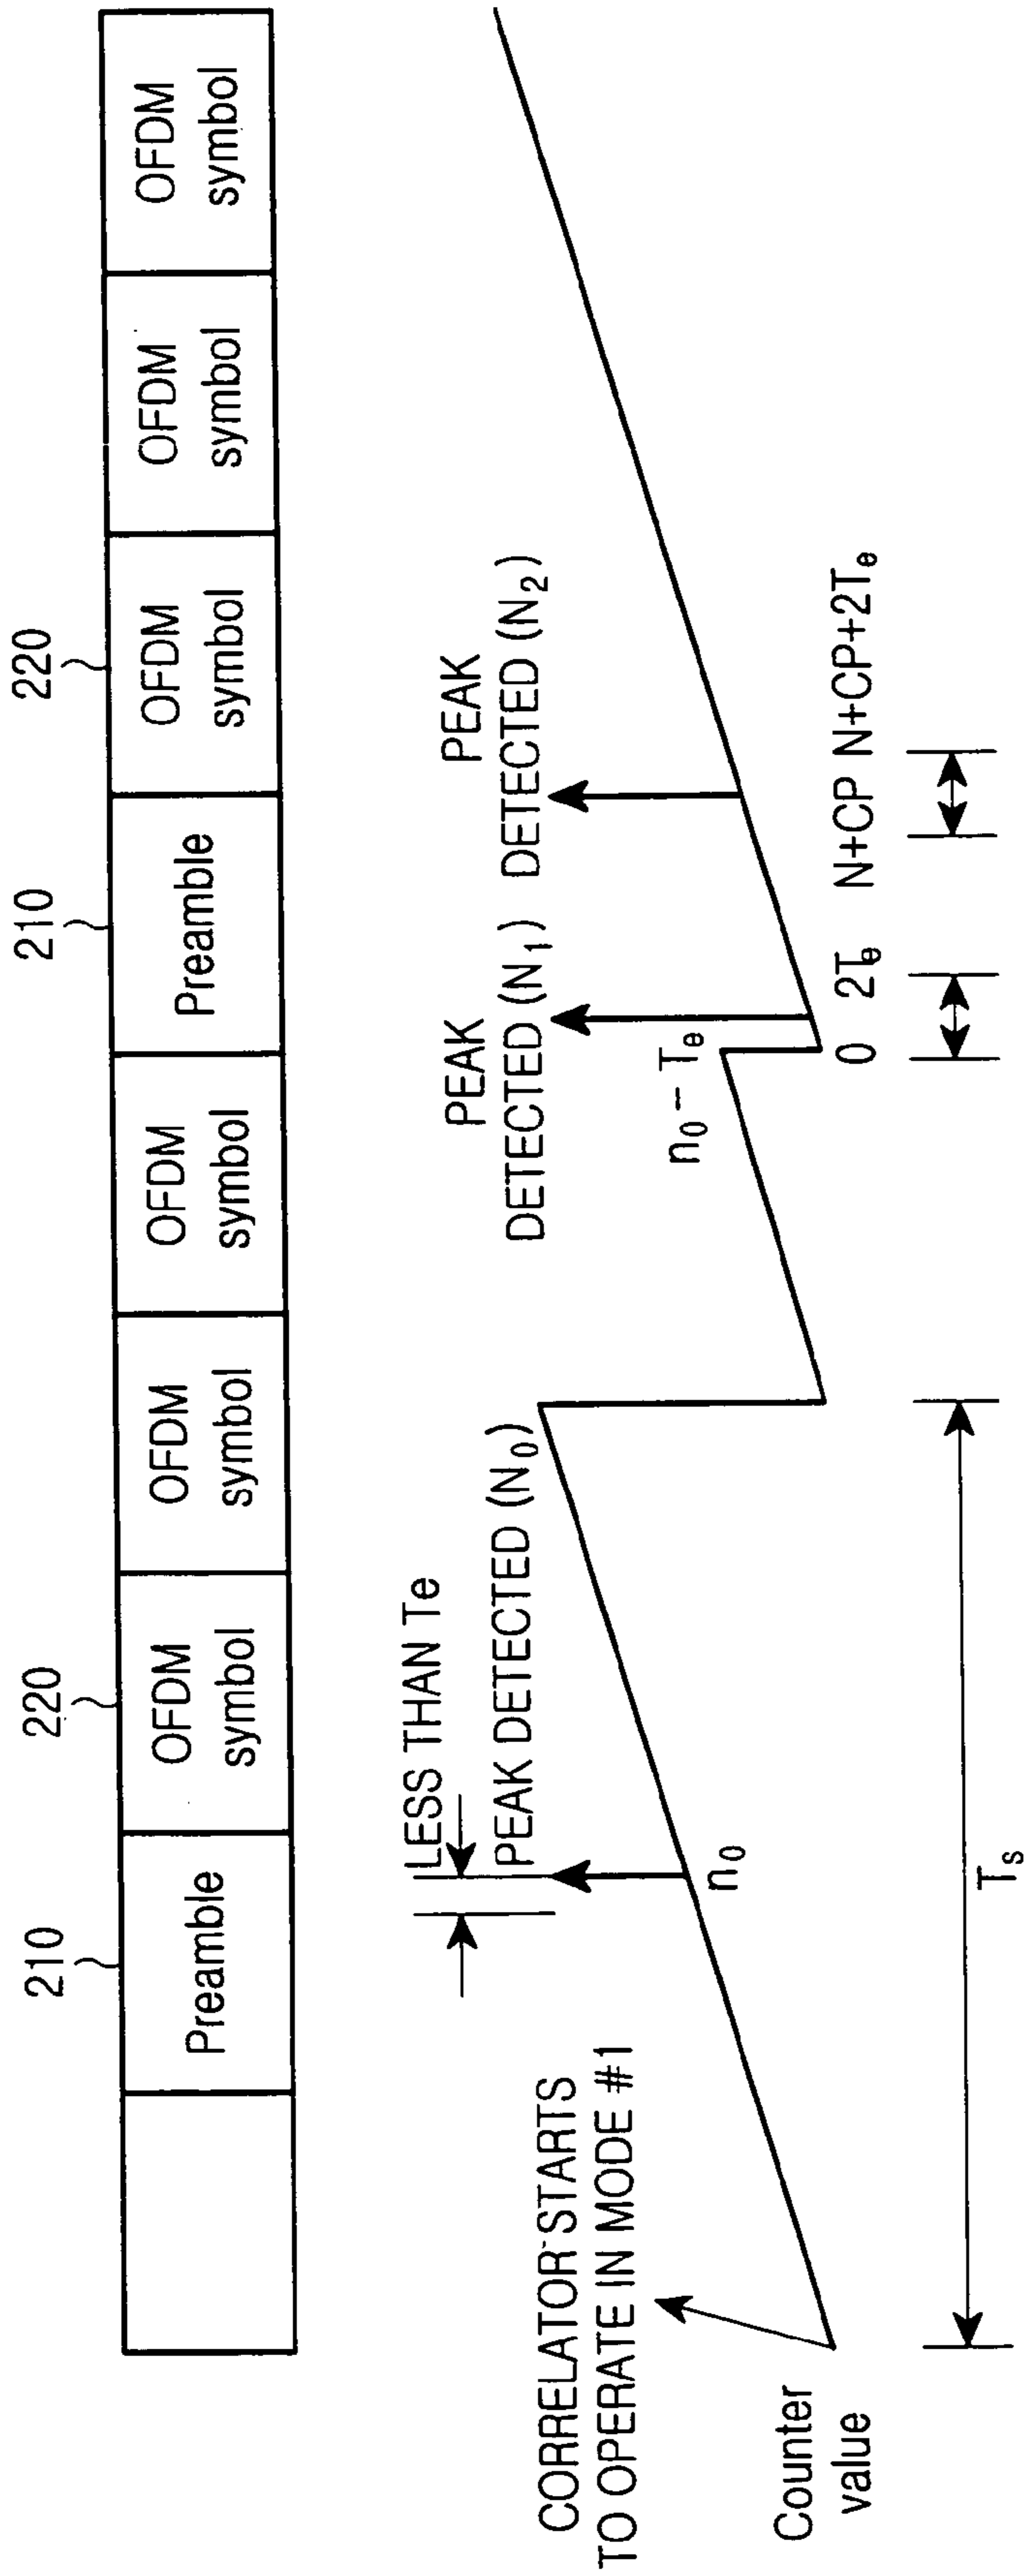 210
220
210
220
Preamble
OFDM
symbol
OFDM
symbol
OFDM
symbol
Preamble
OFDM
symbol
OFDM
symbol
OFDM
symbol
LESS THAN Te
PEAK DETECTED (N0)
PEAK
DETECTED (N1)
PEAK
DETECTED (N2)
CORRELATOR STARTS
TO OPERATE IN MODE #1
n0
n0 − Te
Counter
value
0
2Te
N+CP
N+CP+2Te
Ts